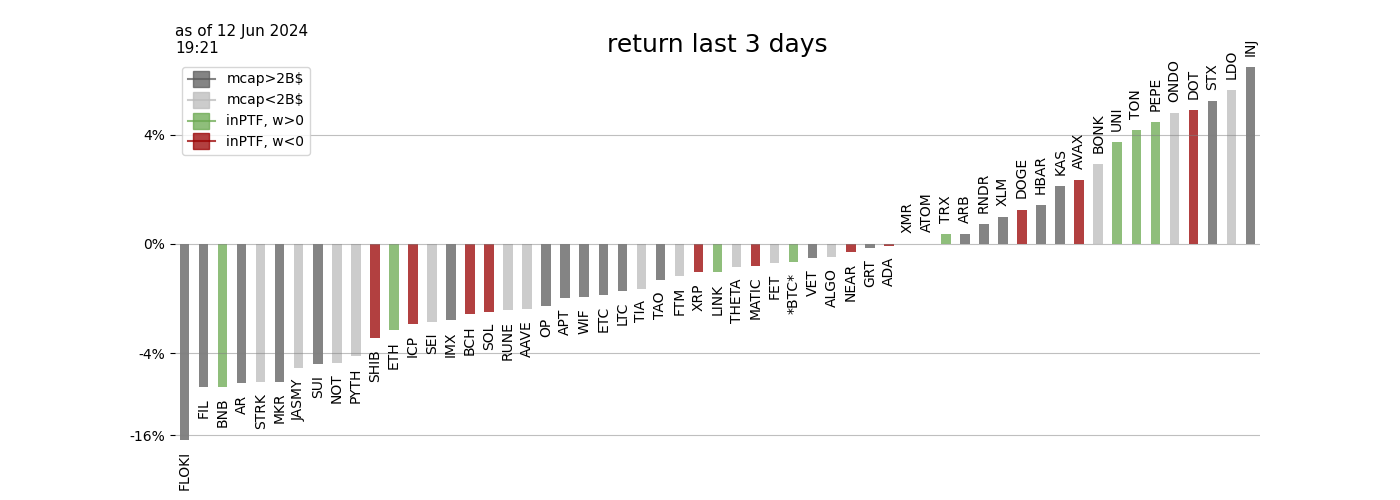 as of 12 Jun 2024
19:21
return last 3 days
mcap>2B$
mcap<2B$
inPTF, w>0
inPTF, w<0
4%
0%
-4%
-16%
FLOKI
FIL
BNB
AR
STRK
MKR
JASMY
SUI
NOT
PYTH
SHIB
ETH
ICP
SEI
IMX
BCH
SOL
RUNE
AAVE
OP
APT
WIF
ETC
LTC
TIA
TAO
FTM
XRP
LINK
THETA
MATIC
FET
*BTC*
VET
ALGO
NEAR
GRT
ADA
XMR
ATOM
TRX
ARB
RNDR
XLM
DOGE
HBAR
KAS
AVAX
BONK
UNI
TON
PEPE
ONDO
DOT
STX
LDO
INJ